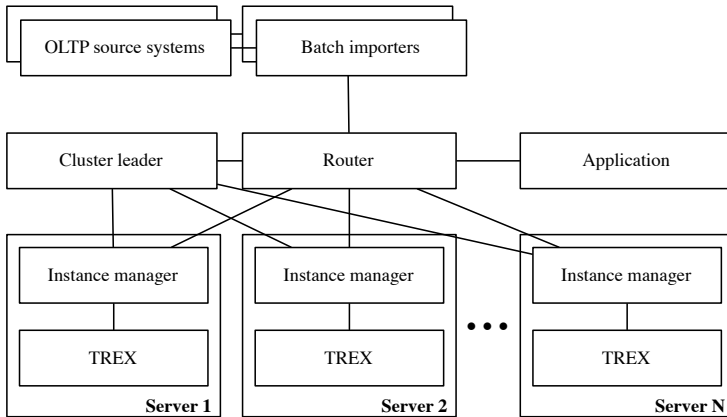 OLTP source systems
Batch importers
Cluster leader
Router
Application
Instance manager
Instance manager
Instance manager
TREX
TREX
TREX
Server 1
Server 2
Server N